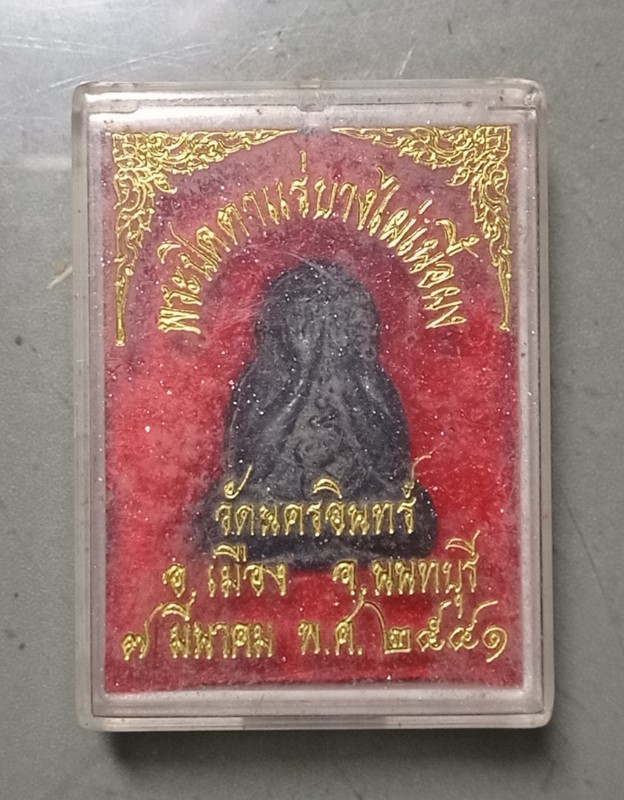 พระปิดตาแร่บางไผ่เนื้อผง
วัดนครอินทร์
อ.เมือง จ.นนทบุรี
๗ มีนาคม พ.ศ. ๒๕๔๑